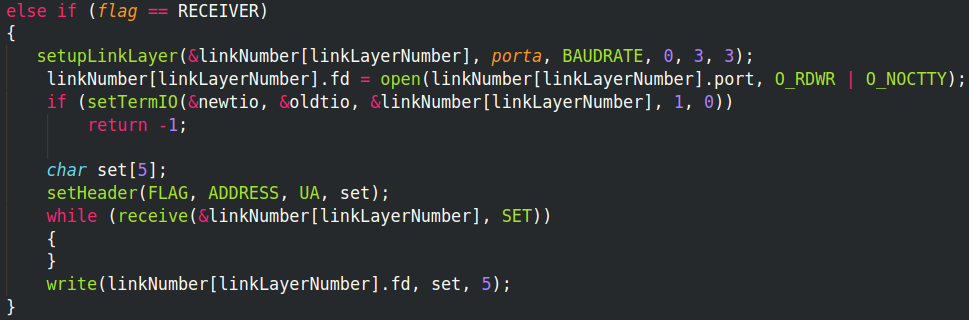 else if (flag == RECEIVER)
{
setupLinkLayer(&linkNumber[linkLayerNumber], porta, BAUDRATE, 0, 3, 3);
linkNumber[linkLayerNumber].fd = open(linkNumber[linkLayerNumber].port, O_RDWR | O_NOCTTY);
if (setTermIO(&newtio, &oldtio, &linkNumber[linkLayerNumber], 1, 0))
return -1;
char set[5];
setHeader(FLAG, ADDRESS, UA, set);
while (receive(&linkNumber[linkLayerNumber], SET))
{
}
write(linkNumber[linkLayerNumber].fd, set, 5);
}